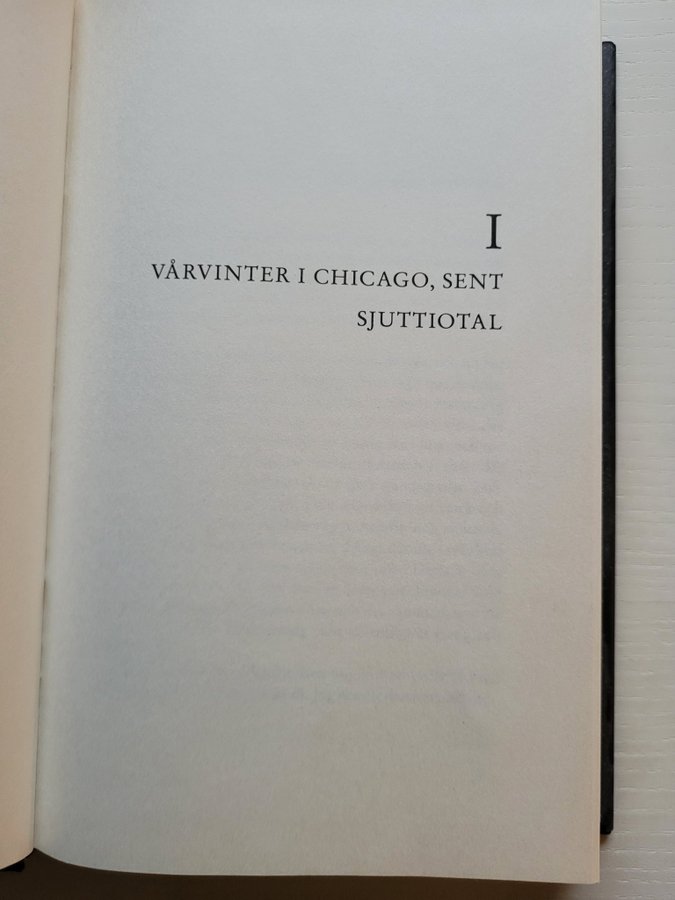 I
VÅRVINTER I CHICAGO, SENT
SJUTTIOTAL